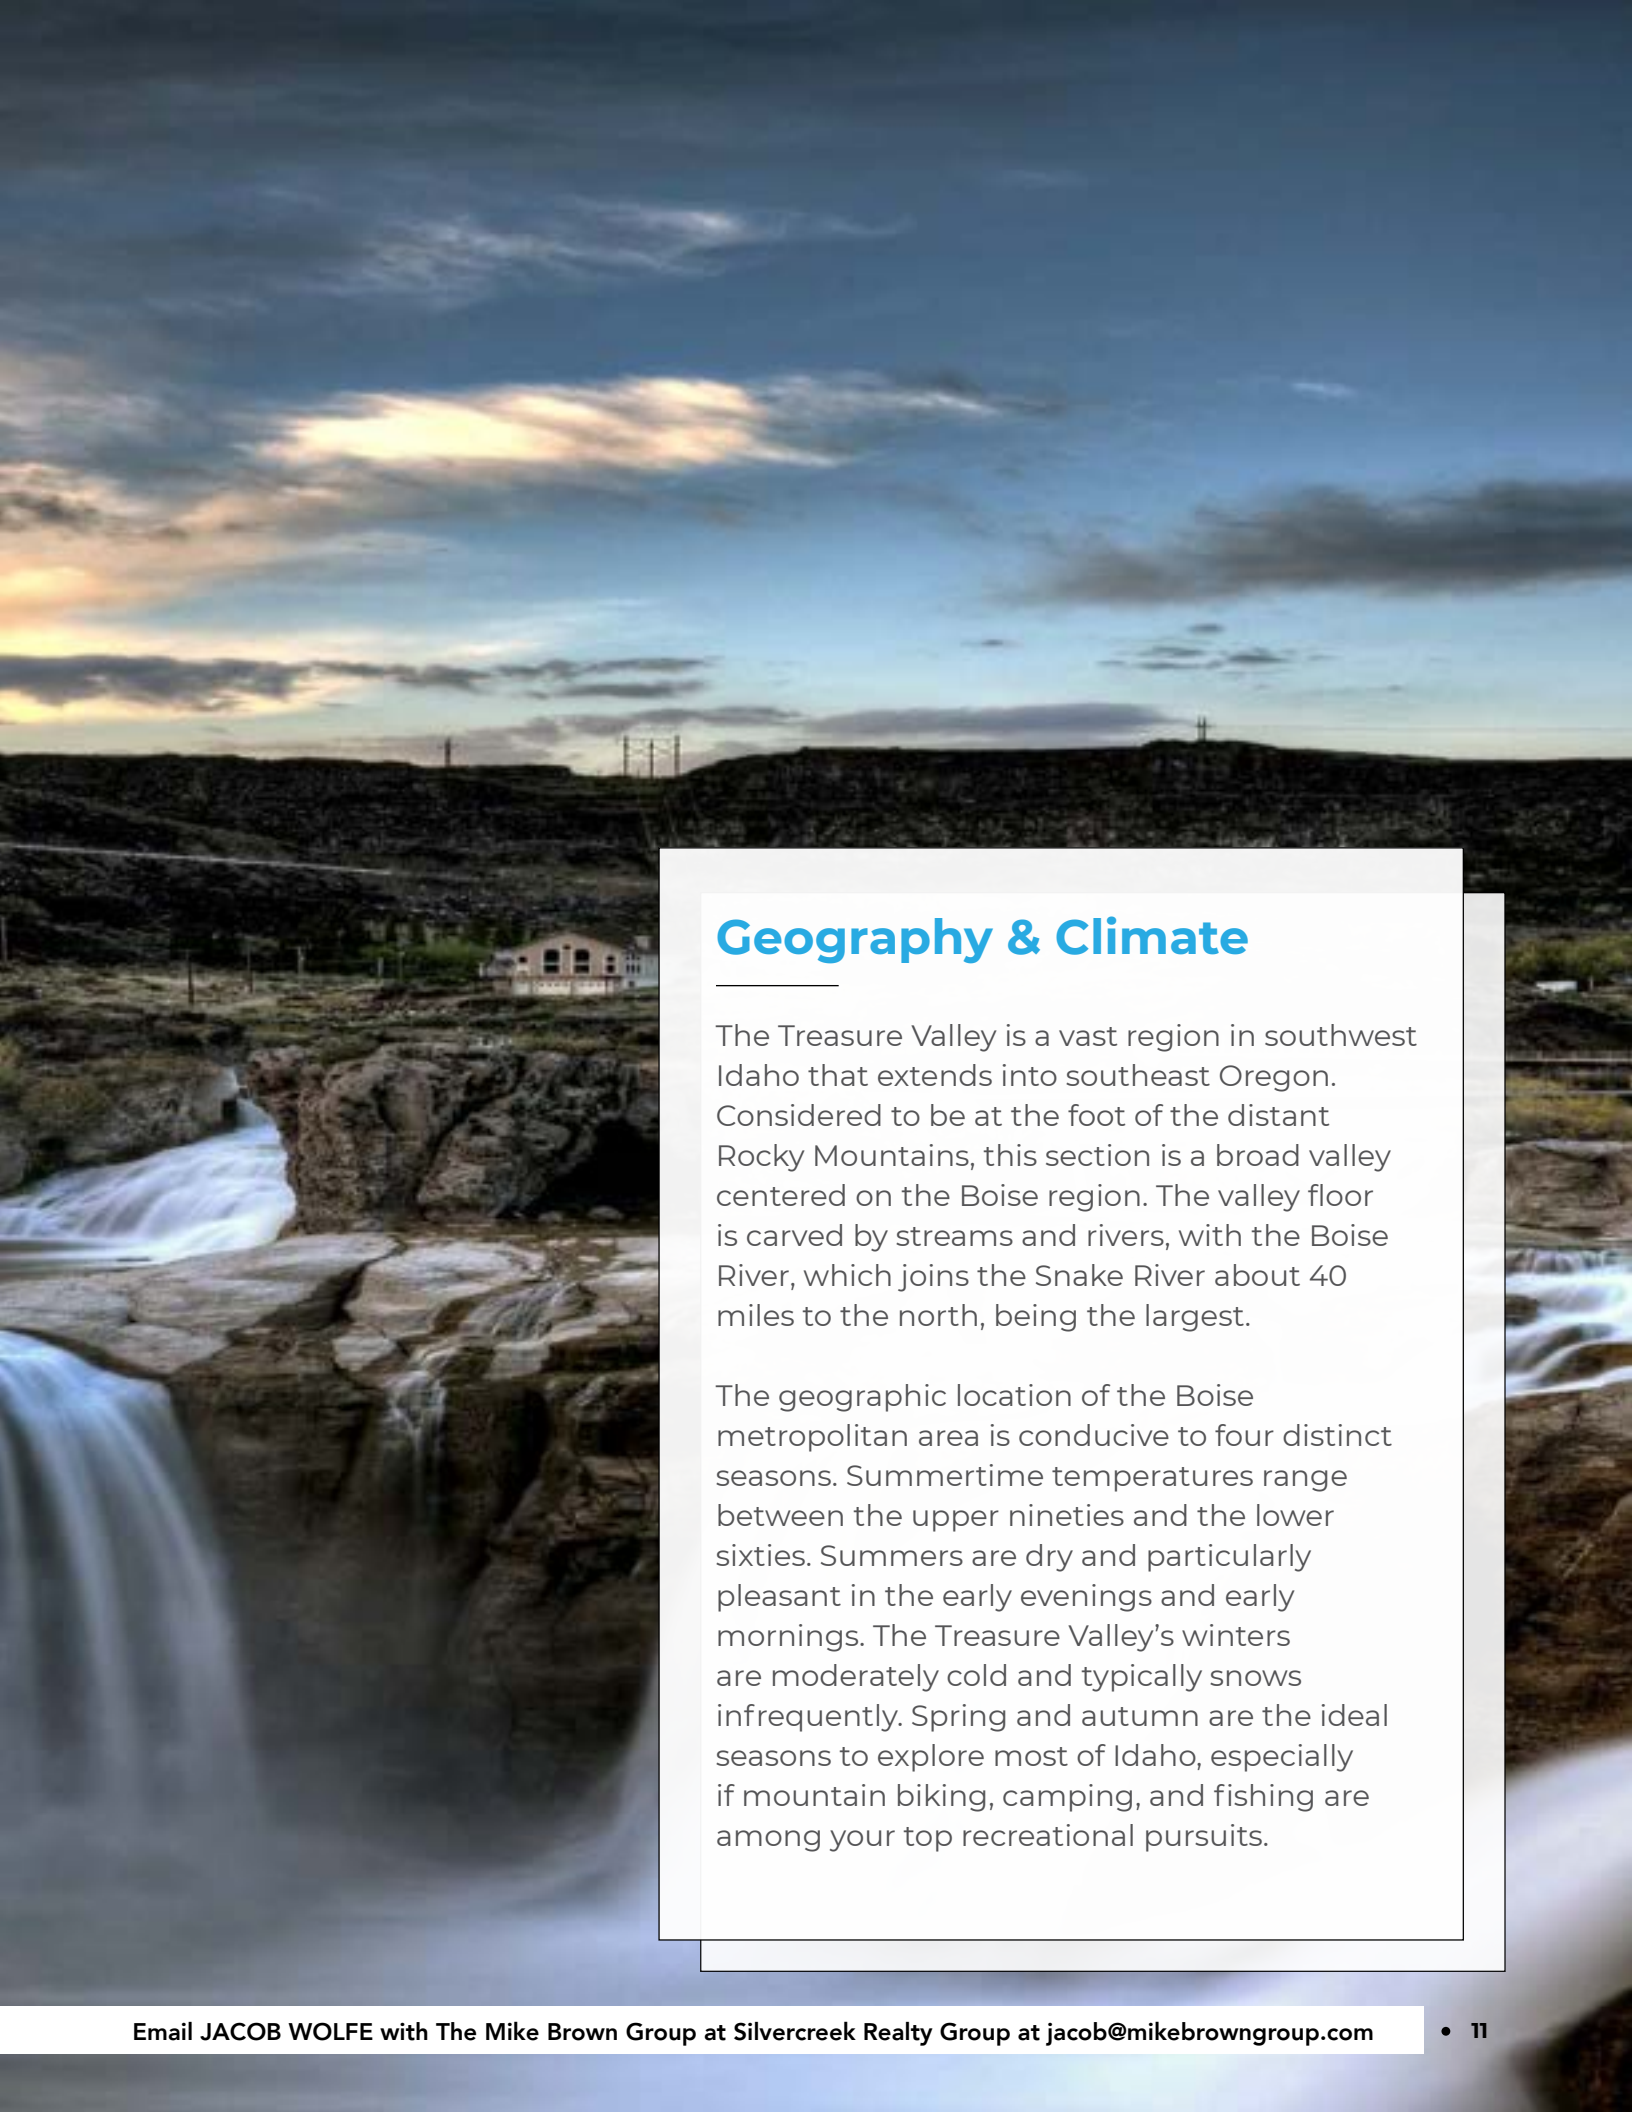 Geography & Climate
The Treasure Valley is a vast region in southwest
Idaho that extends into southeast Oregon.
Considered to be at the foot of the distant
Rocky Mountains, this section is a broad valley
centered on the Boise region. The valley floor
is carved by streams and rivers, with the Boise
River, which joins the Snake River about 40
miles to the north, being the largest.
The geographic location of the Boise
metropolitan area is conducive to four distinct
seasons. Summertime temperatures range
between the upper nineties and the lower
sixties. Summers are dry and particularly
pleasant in the early evenings and early
mornings. The Treasure Valley’s winters
are moderately cold and typically snows
infrequently. Spring and autumn are the ideal
seasons to explore most of Idaho, especially
if mountain biking, camping, and fishing are
among your top recreational pursuits.
Email JACOB WOLFE with The Mike Brown Group at Silvercreek Realty Group at jacob@mikebrowngroup.com • 11